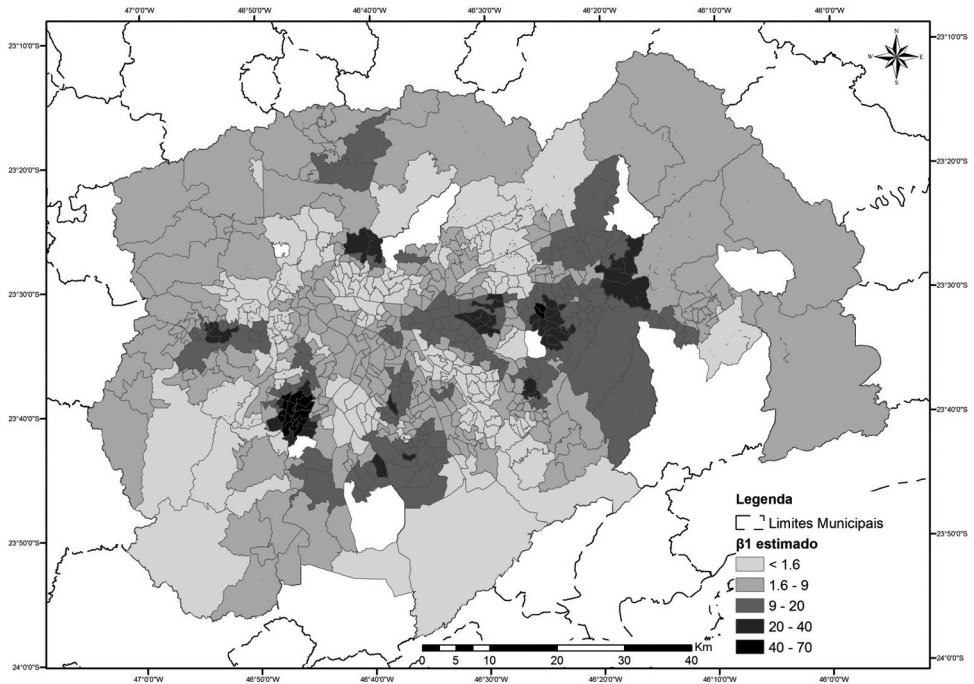 47°0'0"W 46°50'0"W 46°40'0"W 46°30'0"W 46°20'0"W 46°10'0"W 46°0'0"W
23°10'0"S 23°10'0"S
N
W E
S
23°20'0"S 23°20'0"S
23°30'0"S 23°30'0"S
23°40'0"S 23°40'0"S
23°50'0"S 23°50'0"S
24°0'0"S 24°0'0"S
Legenda
Limites Municipais
β1 estimado
< 1.6
1.6 - 9
9 - 20
20 - 40
40 - 70
Km
0 5 10 20 30 40
47°0'0"W 46°50'0"W 46°40'0"W 46°30'0"W 46°20'0"W 46°10'0"W 46°0'0"W